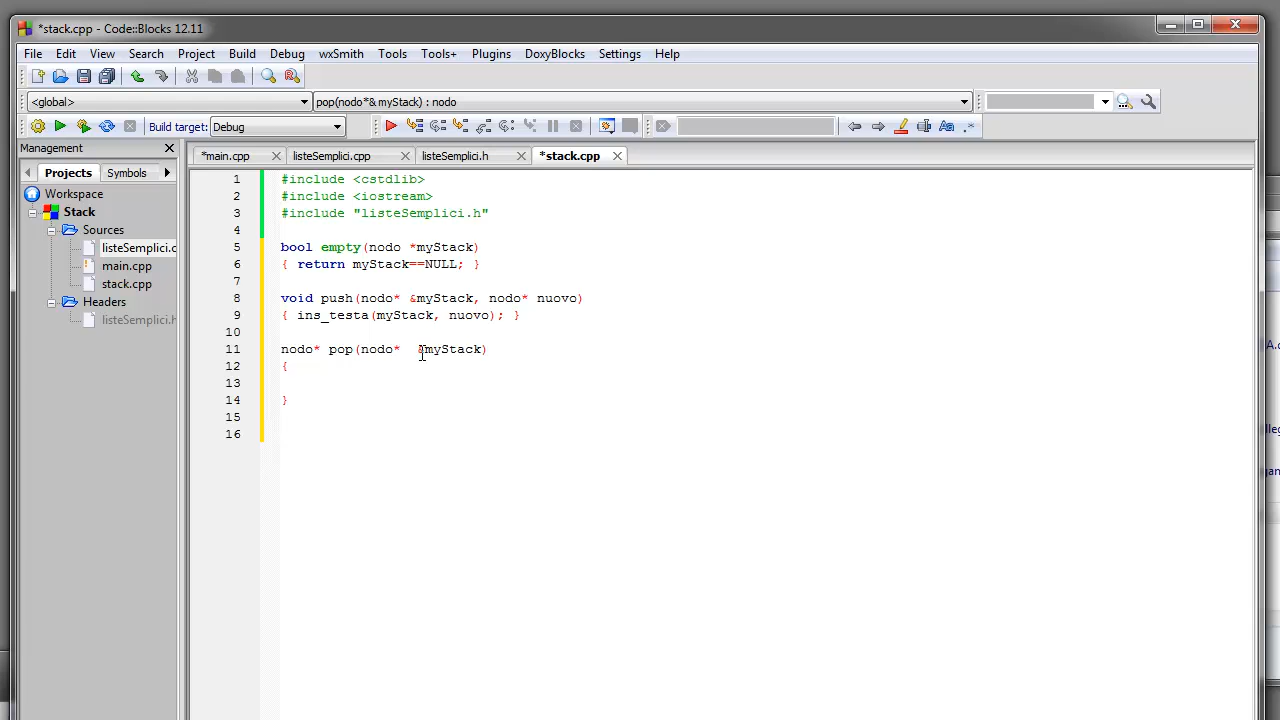 *stack.cpp - Code::Blocks 12.11
File Edit View Search Project Build Debug wxSmith Tools Tools+ Plugins DoxyBlocks Settings Help
<global> pop(nodo*& myStack) : nodo
Build target: Debug
Management *main.cpp listeSemplici.cpp listeSemplici.h *stack.cpp
Projects Symbols
Workspace
Stack
Sources
listeSemplici.c
main.cpp
stack.cpp
Headers
listeSemplici.h
1 #include <cstdlib>
2 #include <iostream>
3 #include "listeSemplici.h"
4
5 bool empty(nodo *myStack)
6 { return myStack==NULL; }
7
8 void push(nodo* &myStack, nodo* nuovo)
9 { ins_testa(myStack, nuovo); }
10
11 nodo* pop(nodo*  &myStack)
12 {
13
14 }
15
16